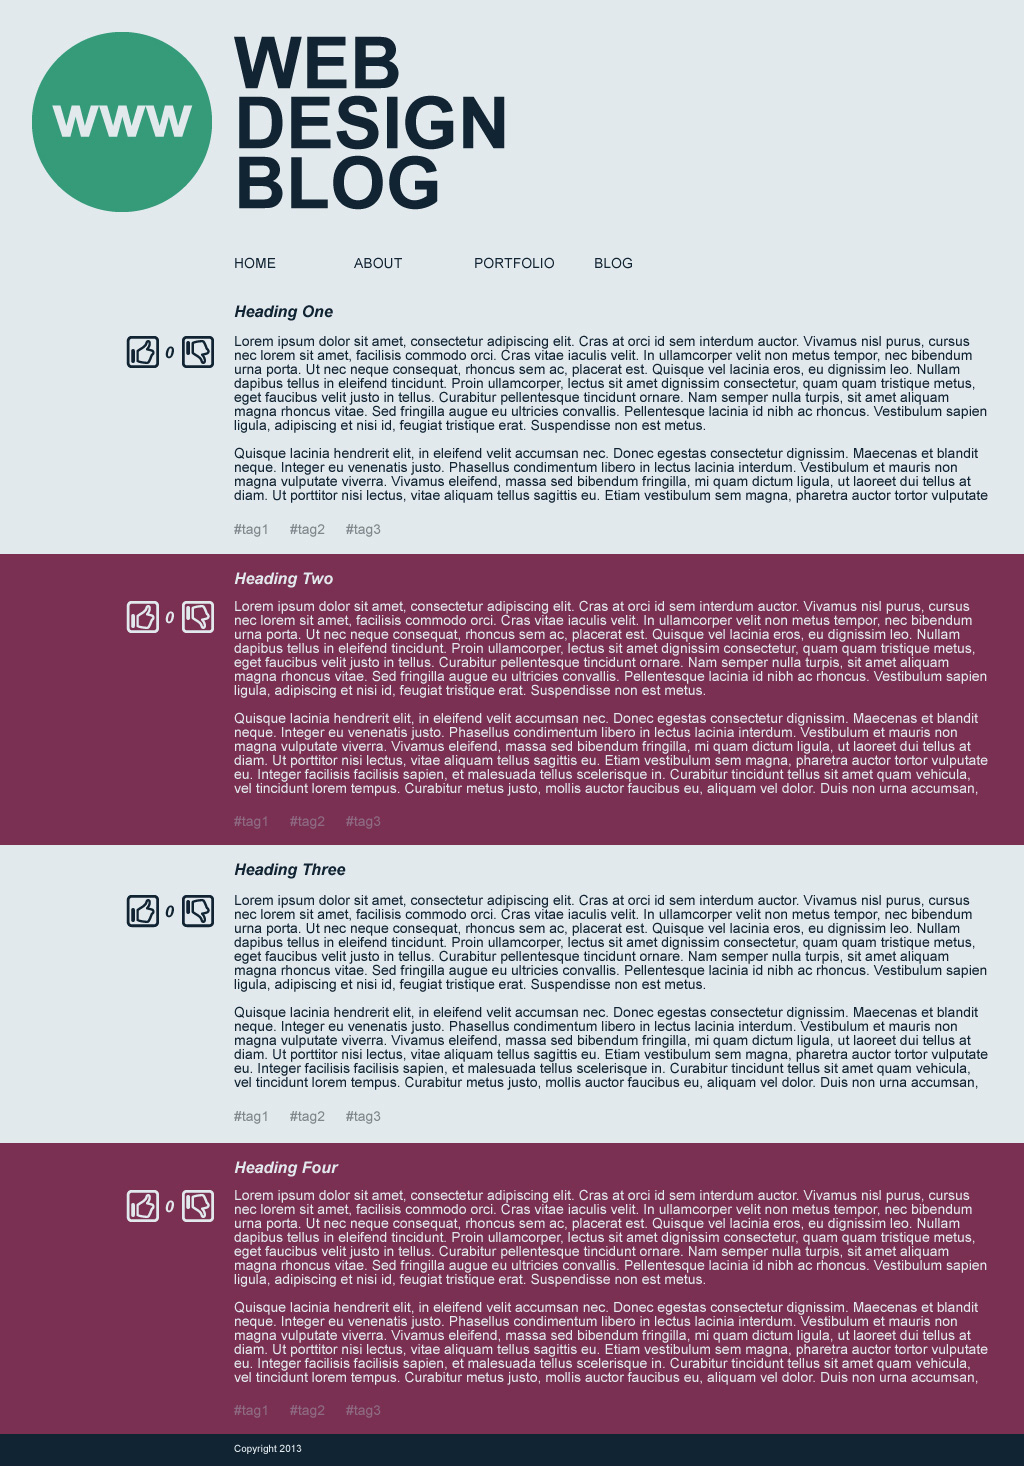 www
WEB
DESIGN
BLOG
HOME ABOUT PORTFOLIO BLOG
Heading One
0
Lorem ipsum dolor sit amet, consectetur adipiscing elit. Cras at orci id sem interdum auctor. Vivamus nisl purus, cursus
nec lorem sit amet, facilisis commodo orci. Cras vitae iaculis velit. In ullamcorper velit non metus tempor, nec bibendum
urna porta. Ut nec neque consequat, rhoncus sem ac, placerat est. Quisque vel lacinia eros, eu dignissim leo. Nullam
dapibus tellus in eleifend tincidunt. Proin ullamcorper, lectus sit amet dignissim consectetur, quam quam tristique metus,
eget faucibus velit justo in tellus. Curabitur pellentesque tincidunt ornare. Nam semper nulla turpis, sit amet aliquam
magna rhoncus vitae. Sed fringilla augue eu ultricies convallis. Pellentesque lacinia id nibh ac rhoncus. Vestibulum sapien
ligula, adipiscing et nisi id, feugiat tristique erat. Suspendisse non est metus.
Quisque lacinia hendrerit elit, in eleifend velit accumsan nec. Donec egestas consectetur dignissim. Maecenas et blandit
neque. Integer eu venenatis justo. Phasellus condimentum libero in lectus lacinia interdum. Vestibulum et mauris non
magna vulputate viverra. Vivamus eleifend, massa sed bibendum fringilla, mi quam dictum ligula, ut laoreet dui tellus at
diam. Ut porttitor nisi lectus, vitae aliquam tellus sagittis eu. Etiam vestibulum sem magna, pharetra auctor tortor vulputate
#tag1 #tag2 #tag3
Heading Two
0
Lorem ipsum dolor sit amet, consectetur adipiscing elit. Cras at orci id sem interdum auctor. Vivamus nisl purus, cursus
nec lorem sit amet, facilisis commodo orci. Cras vitae iaculis velit. In ullamcorper velit non metus tempor, nec bibendum
urna porta. Ut nec neque consequat, rhoncus sem ac, placerat est. Quisque vel lacinia eros, eu dignissim leo. Nullam
dapibus tellus in eleifend tincidunt. Proin ullamcorper, lectus sit amet dignissim consectetur, quam quam tristique metus,
eget faucibus velit justo in tellus. Curabitur pellentesque tincidunt ornare. Nam semper nulla turpis, sit amet aliquam
magna rhoncus vitae. Sed fringilla augue eu ultricies convallis. Pellentesque lacinia id nibh ac rhoncus. Vestibulum sapien
ligula, adipiscing et nisi id, feugiat tristique erat. Suspendisse non est metus.
Quisque lacinia hendrerit elit, in eleifend velit accumsan nec. Donec egestas consectetur dignissim. Maecenas et blandit
neque. Integer eu venenatis justo. Phasellus condimentum libero in lectus lacinia interdum. Vestibulum et mauris non
magna vulputate viverra. Vivamus eleifend, massa sed bibendum fringilla, mi quam dictum ligula, ut laoreet dui tellus at
diam. Ut porttitor nisi lectus, vitae aliquam tellus sagittis eu. Etiam vestibulum sem magna, pharetra auctor tortor vulputate
eu. Integer facilisis facilisis sapien, et malesuada tellus scelerisque in. Curabitur tincidunt tellus sit amet quam vehicula,
vel tincidunt lorem tempus. Curabitur metus justo, mollis auctor faucibus eu, aliquam vel dolor. Duis non urna accumsan,
#tag1 #tag2 #tag3
Heading Three
0
Lorem ipsum dolor sit amet, consectetur adipiscing elit. Cras at orci id sem interdum auctor. Vivamus nisl purus, cursus
nec lorem sit amet, facilisis commodo orci. Cras vitae iaculis velit. In ullamcorper velit non metus tempor, nec bibendum
urna porta. Ut nec neque consequat, rhoncus sem ac, placerat est. Quisque vel lacinia eros, eu dignissim leo. Nullam
dapibus tellus in eleifend tincidunt. Proin ullamcorper, lectus sit amet dignissim consectetur, quam quam tristique metus,
eget faucibus velit justo in tellus. Curabitur pellentesque tincidunt ornare. Nam semper nulla turpis, sit amet aliquam
magna rhoncus vitae. Sed fringilla augue eu ultricies convallis. Pellentesque lacinia id nibh ac rhoncus. Vestibulum sapien
ligula, adipiscing et nisi id, feugiat tristique erat. Suspendisse non est metus.
Quisque lacinia hendrerit elit, in eleifend velit accumsan nec. Donec egestas consectetur dignissim. Maecenas et blandit
neque. Integer eu venenatis justo. Phasellus condimentum libero in lectus lacinia interdum. Vestibulum et mauris non
magna vulputate viverra. Vivamus eleifend, massa sed bibendum fringilla, mi quam dictum ligula, ut laoreet dui tellus at
diam. Ut porttitor nisi lectus, vitae aliquam tellus sagittis eu. Etiam vestibulum sem magna, pharetra auctor tortor vulputate
eu. Integer facilisis facilisis sapien, et malesuada tellus scelerisque in. Curabitur tincidunt tellus sit amet quam vehicula,
vel tincidunt lorem tempus. Curabitur metus justo, mollis auctor faucibus eu, aliquam vel dolor. Duis non urna accumsan,
#tag1 #tag2 #tag3
Heading Four
0
Lorem ipsum dolor sit amet, consectetur adipiscing elit. Cras at orci id sem interdum auctor. Vivamus nisl purus, cursus
nec lorem sit amet, facilisis commodo orci. Cras vitae iaculis velit. In ullamcorper velit non metus tempor, nec bibendum
urna porta. Ut nec neque consequat, rhoncus sem ac, placerat est. Quisque vel lacinia eros, eu dignissim leo. Nullam
dapibus tellus in eleifend tincidunt. Proin ullamcorper, lectus sit amet dignissim consectetur, quam quam tristique metus,
eget faucibus velit justo in tellus. Curabitur pellentesque tincidunt ornare. Nam semper nulla turpis, sit amet aliquam
magna rhoncus vitae. Sed fringilla augue eu ultricies convallis. Pellentesque lacinia id nibh ac rhoncus. Vestibulum sapien
ligula, adipiscing et nisi id, feugiat tristique erat. Suspendisse non est metus.
Quisque lacinia hendrerit elit, in eleifend velit accumsan nec. Donec egestas consectetur dignissim. Maecenas et blandit
neque. Integer eu venenatis justo. Phasellus condimentum libero in lectus lacinia interdum. Vestibulum et mauris non
magna vulputate viverra. Vivamus eleifend, massa sed bibendum fringilla, mi quam dictum ligula, ut laoreet dui tellus at
diam. Ut porttitor nisi lectus, vitae aliquam tellus sagittis eu. Etiam vestibulum sem magna, pharetra auctor tortor vulputate
eu. Integer facilisis facilisis sapien, et malesuada tellus scelerisque in. Curabitur tincidunt tellus sit amet quam vehicula,
vel tincidunt lorem tempus. Curabitur metus justo, mollis auctor faucibus eu, aliquam vel dolor. Duis non urna accumsan,
#tag1 #tag2 #tag3
Copyright 2013